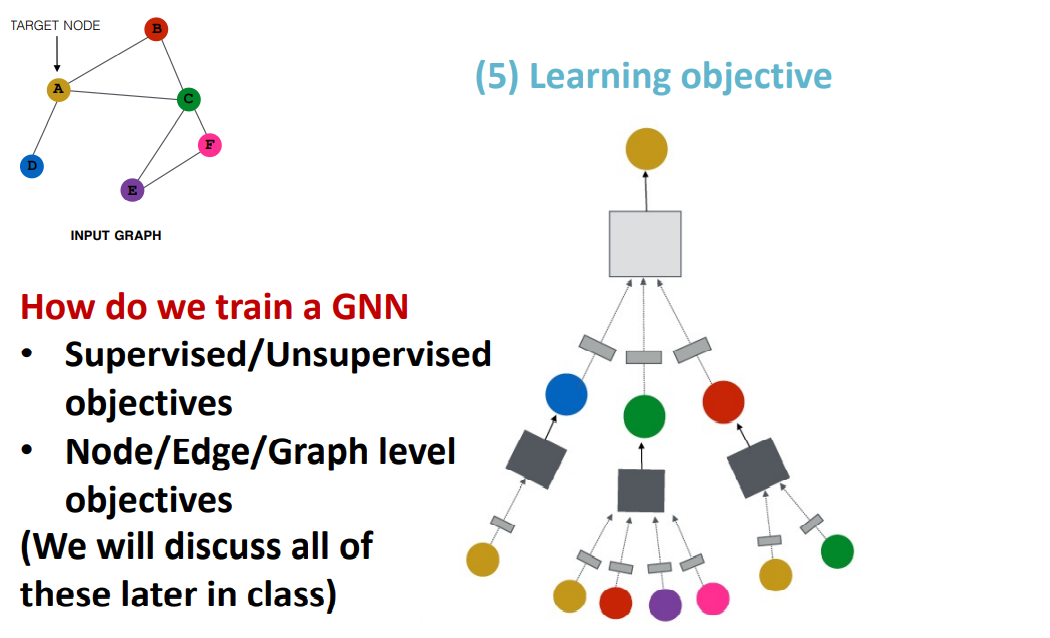 TARGET NODE
B
A
C
F
D
E
INPUT GRAPH
(5) Learning objective
How do we train a GNN
• Supervised/Unsupervised
objectives
• Node/Edge/Graph level
objectives
(We will discuss all of
these later in class)